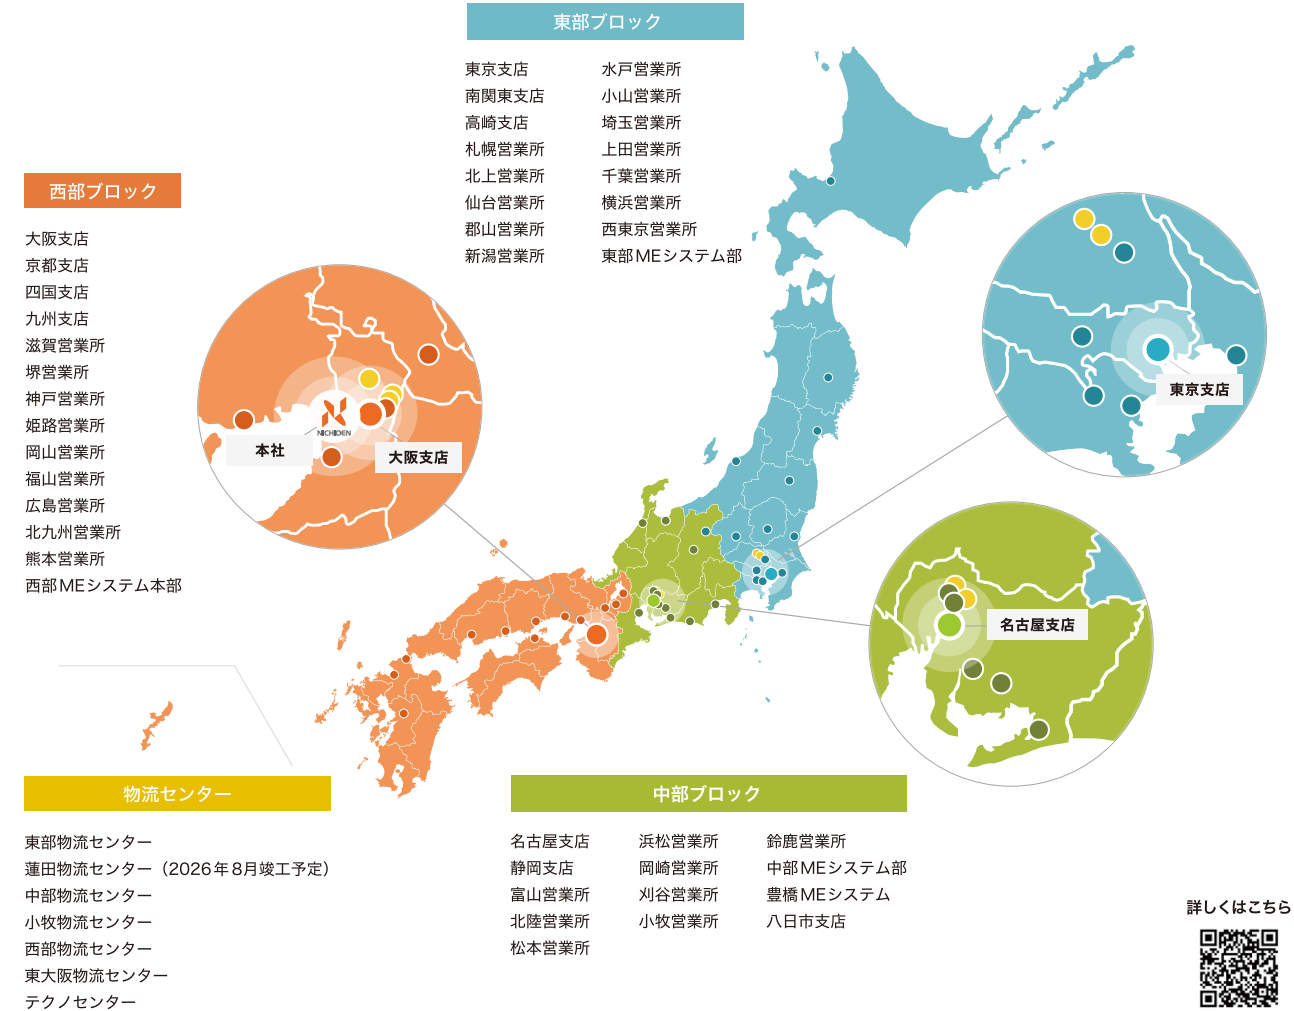 東部ブロック
東京支店
南関東支店
高崎支店
札幌営業所
北上営業所
仙台営業所
郡山営業所
新潟営業所
水戸営業所
小山営業所
埼玉営業所
上田営業所
千葉営業所
横浜営業所
西東京営業所
東部MEシステム部
西部ブロック
大阪支店
京都支店
四国支店
九州支店
滋賀営業所
堺営業所
神戸営業所
姫路営業所
岡山営業所
福山営業所
広島営業所
北九州営業所
熊本営業所
西部MEシステム本部
NICHIDEN
本社
大阪支店
東京支店
名古屋支店
物流センター
東部物流センター
蓮田物流センター（2026年8月竣工予定）
中部物流センター
小牧物流センター
西部物流センター
東大阪物流センター
テクノセンター
中部ブロック
名古屋支店
静岡支店
富山営業所
北陸営業所
松本営業所
浜松営業所
岡崎営業所
刈谷営業所
小牧営業所
鈴鹿営業所
中部MEシステム部
豊橋MEシステム
八日市支店
詳しくはこちら